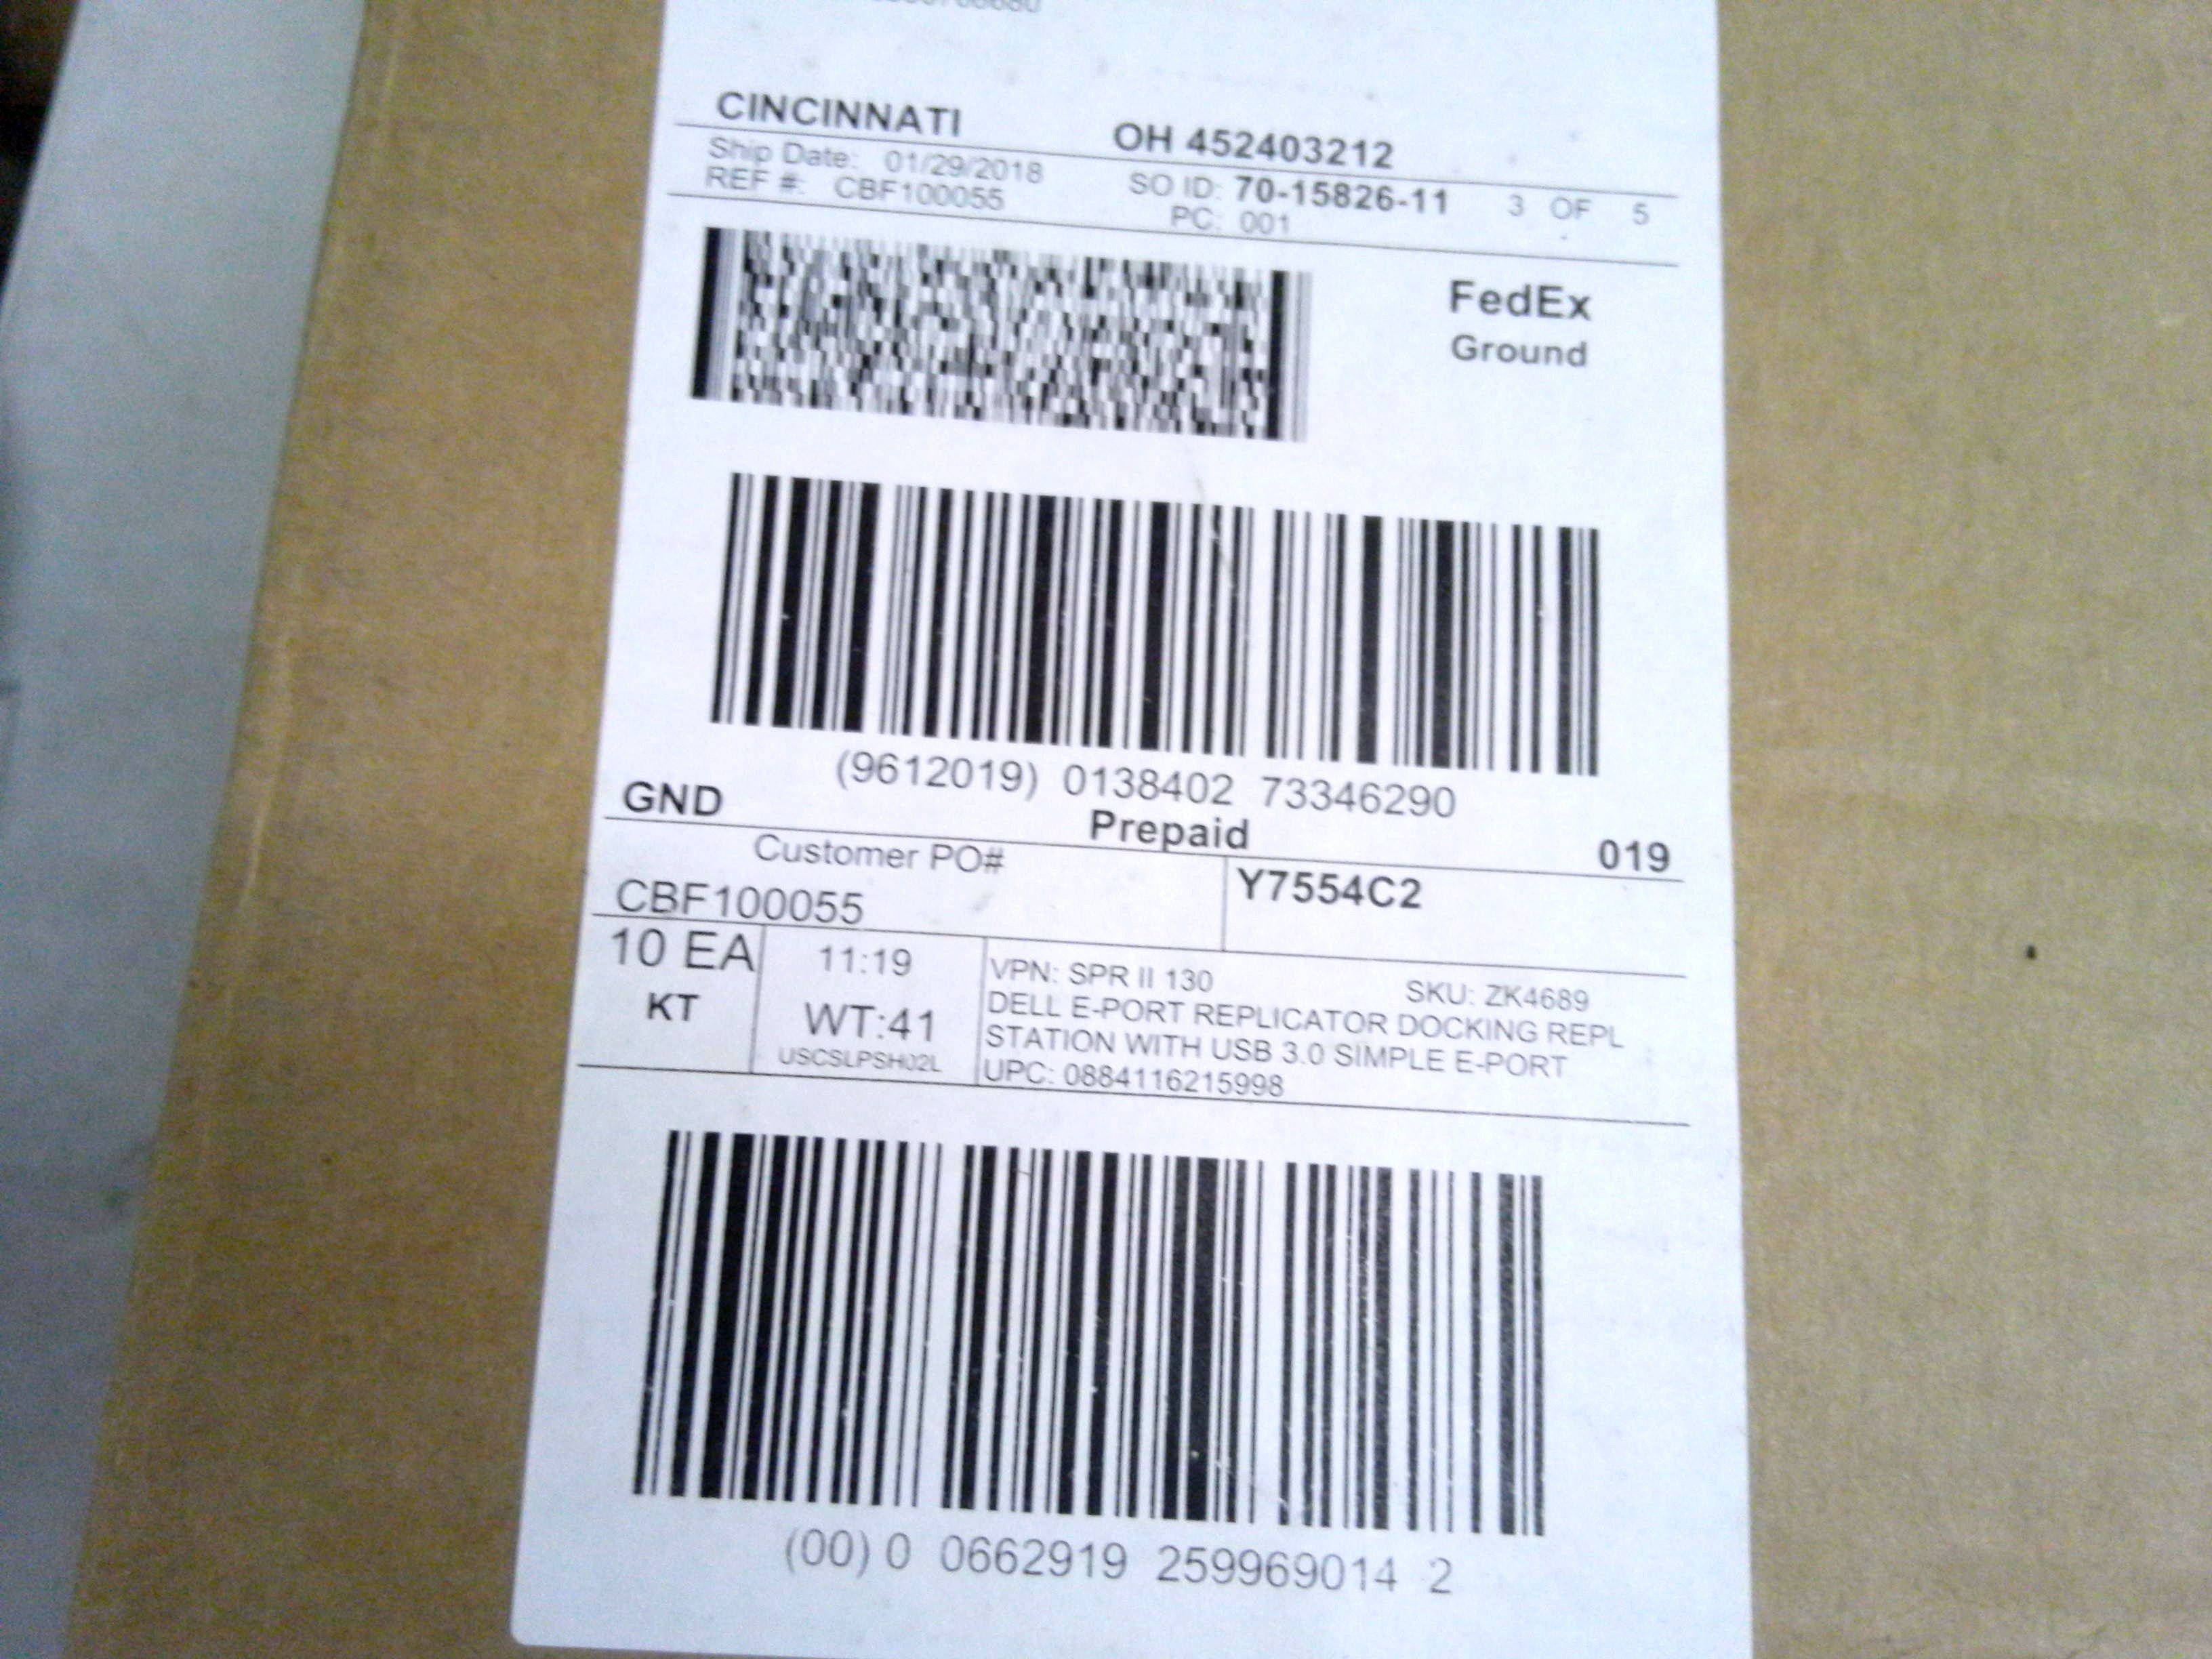 CINCINNATI OH 452403212
Ship Date: 01/29/2018 SO ID: 70-15826-11 3 OF 5
REF #: CBF100055 PC: 001
FedEx
Ground
(9612019) 0138402 73346290
GND Prepaid 019
Customer PO# Y7554C2
CBF100055
10 EA 11:19 VPN: SPR II 130 SKU: ZK4689
KT WT:41 DELL E-PORT REPLICATOR DOCKING REPL
STATION WITH USB 3.0 SIMPLE E-PORT
USCSLPSH02L UPC: 0884116215998
(00) 0 0662919 259969014 2